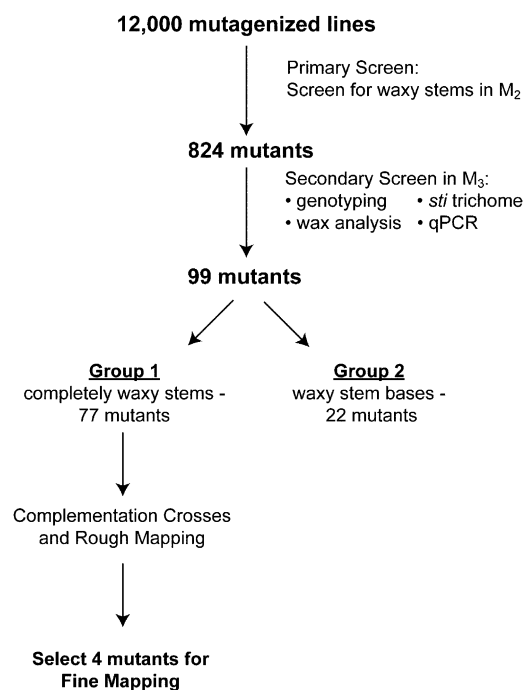 12,000 mutagenized lines
Primary Screen:
Screen for waxy stems in M₂
824 mutants
Secondary Screen in M₃:
• genotyping • sti trichome
• wax analysis • qPCR
99 mutants
Group 1
completely waxy stems -
77 mutants
Group 2
waxy stem bases -
22 mutants
Complementation Crosses
and Rough Mapping
Select 4 mutants for
Fine Mapping